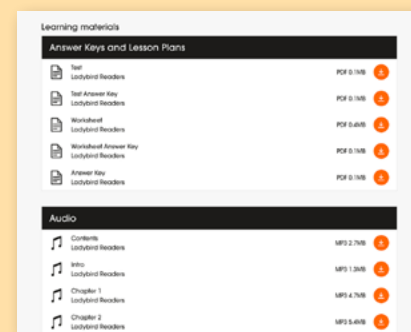 Learning materials
Answer Keys and Lesson Plans
Test
Ladybird Readers
PDF 0.1MB
Test Answer Key
Ladybird Readers
PDF 0.1MB
Worksheet
Ladybird Readers
PDF 0.4MB
Worksheet Answer Key
Ladybird Readers
PDF 0.1MB
Answer Key
Ladybird Readers
PDF 0.1MB
Audio
Contents
Ladybird Readers
MP3 2.7MB
Intro
Ladybird Readers
MP3 1.3MB
Chapter 1
Ladybird Readers
MP3 4.7MB
Chapter 2
Ladybird Readers
MP3 5.4MB